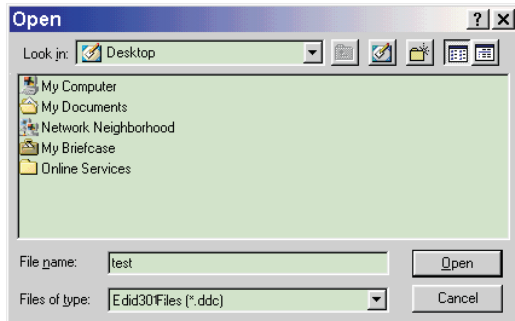 Open
Look in: Desktop
My Computer
My Documents
Network Neighborhood
My Briefcase
Online Services
File name: test Open
Files of type: Edid301Files (*.ddc) Cancel